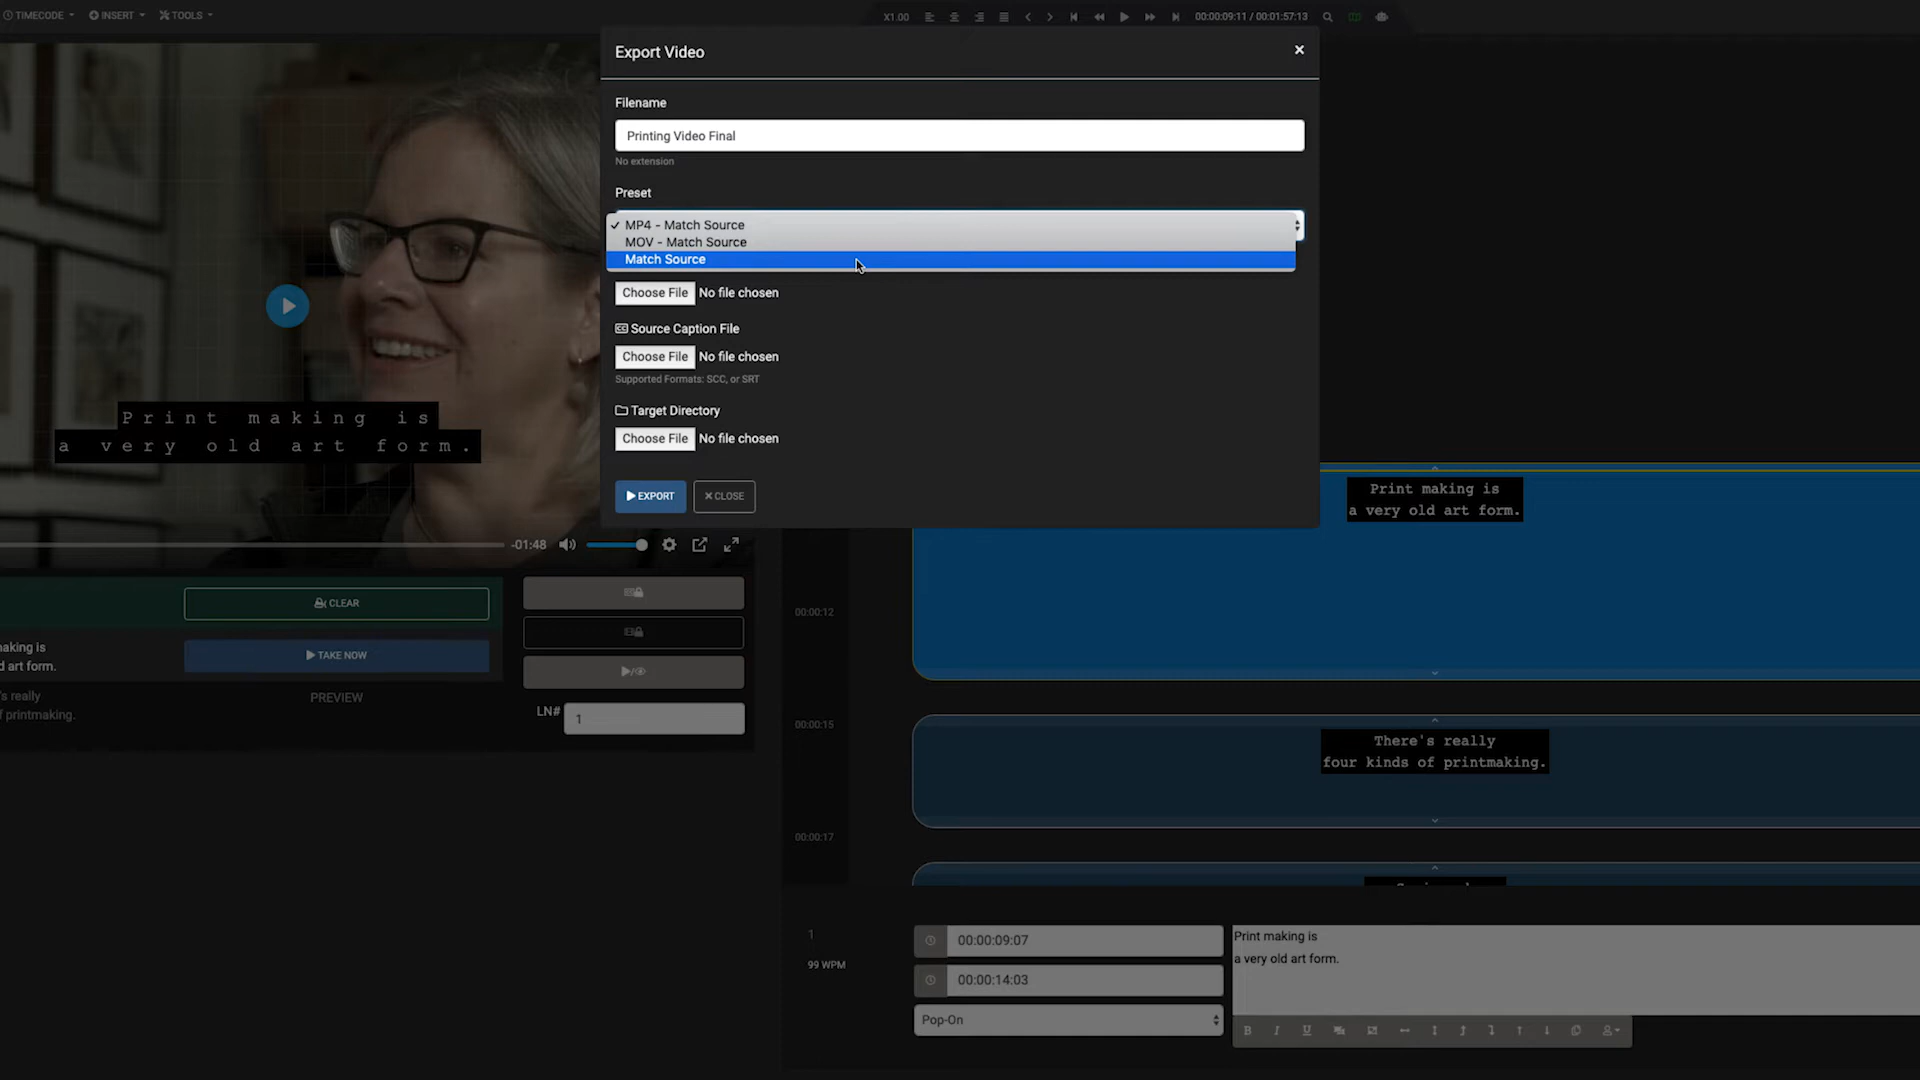 TIMECODE
INSERT
TOOLS
X1.00
00:00:09:11 / 00:01:57:13
Export Video
Filename
Printing Video Final
No extension
Preset
MP4 - Match Source
MOV - Match Source
Match Source
Choose File No file chosen
Source Caption File
Choose File No file chosen
Supported Formats: SCC, or SRT
Target Directory
Choose File No file chosen
EXPORT
CLOSE
Print making is
a very old art form.
-01:48
CLEAR
aking is
d art form.
TAKE NOW
's really
f printmaking.
PREVIEW
LN#
1
Print making is
a very old art form.
00:00:12
00:00:15
There's really
four kinds of printmaking.
00:00:17
1
99 WPM
00:00:09:07
00:00:14:03
Pop-On
Print making is
a very old art form.
B I U